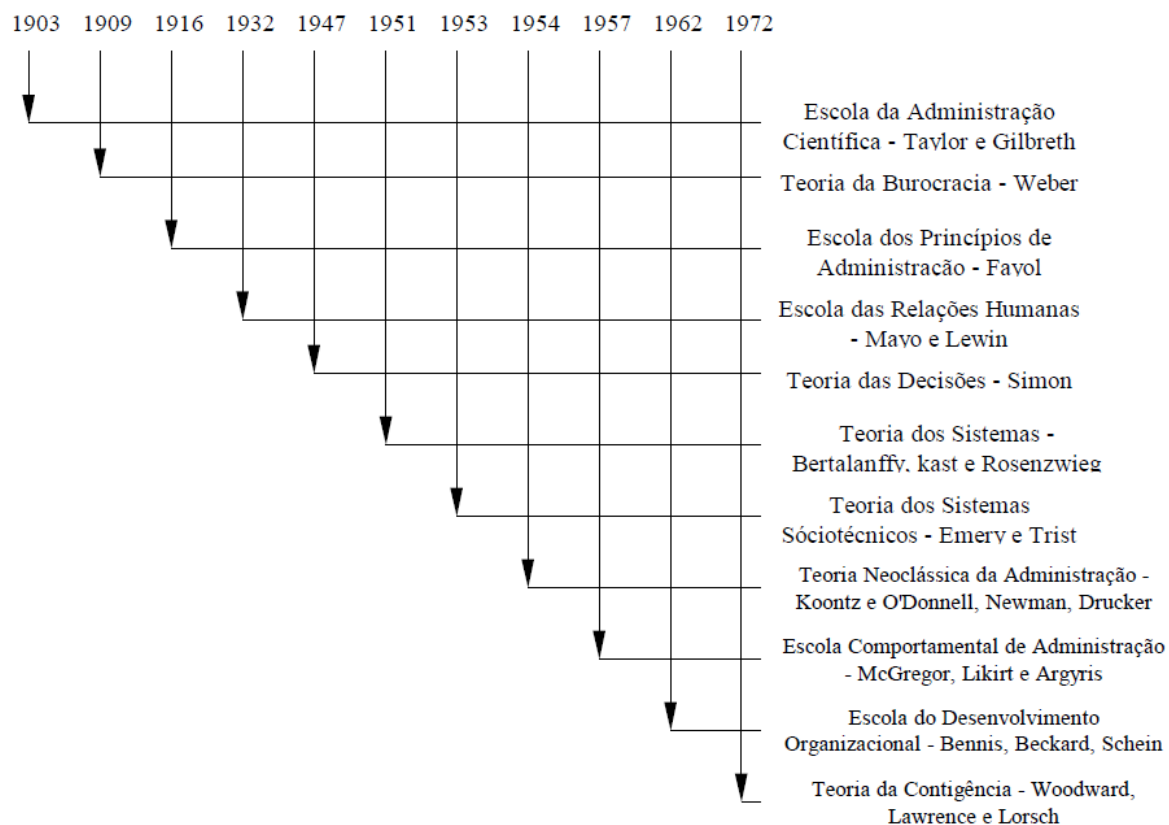 1903 1909 1916 1932 1947 1951 1953 1954 1957 1962 1972
Escola da Administração
Científica - Taylor e Gilbreth
Teoria da Burocracia - Weber
Escola dos Princípios de
Administração - Fayol
Escola das Relações Humanas
- Mayo e Lewin
Teoria das Decisões - Simon
Teoria dos Sistemas -
Bertalanffy, kast e Rosenzwieg
Teoria dos Sistemas
Sóciotécnicos - Emery e Trist
Teoria Neoclássica da Administração -
Koontz e O'Donnell, Newman, Drucker
Escola Comportamental de Administração
- McGregor, Likirt e Argyris
Escola do Desenvolvimento
Organizacional - Bennis, Beckard, Schein
Teoria da Contigência - Woodward,
Lawrence e Lorsch